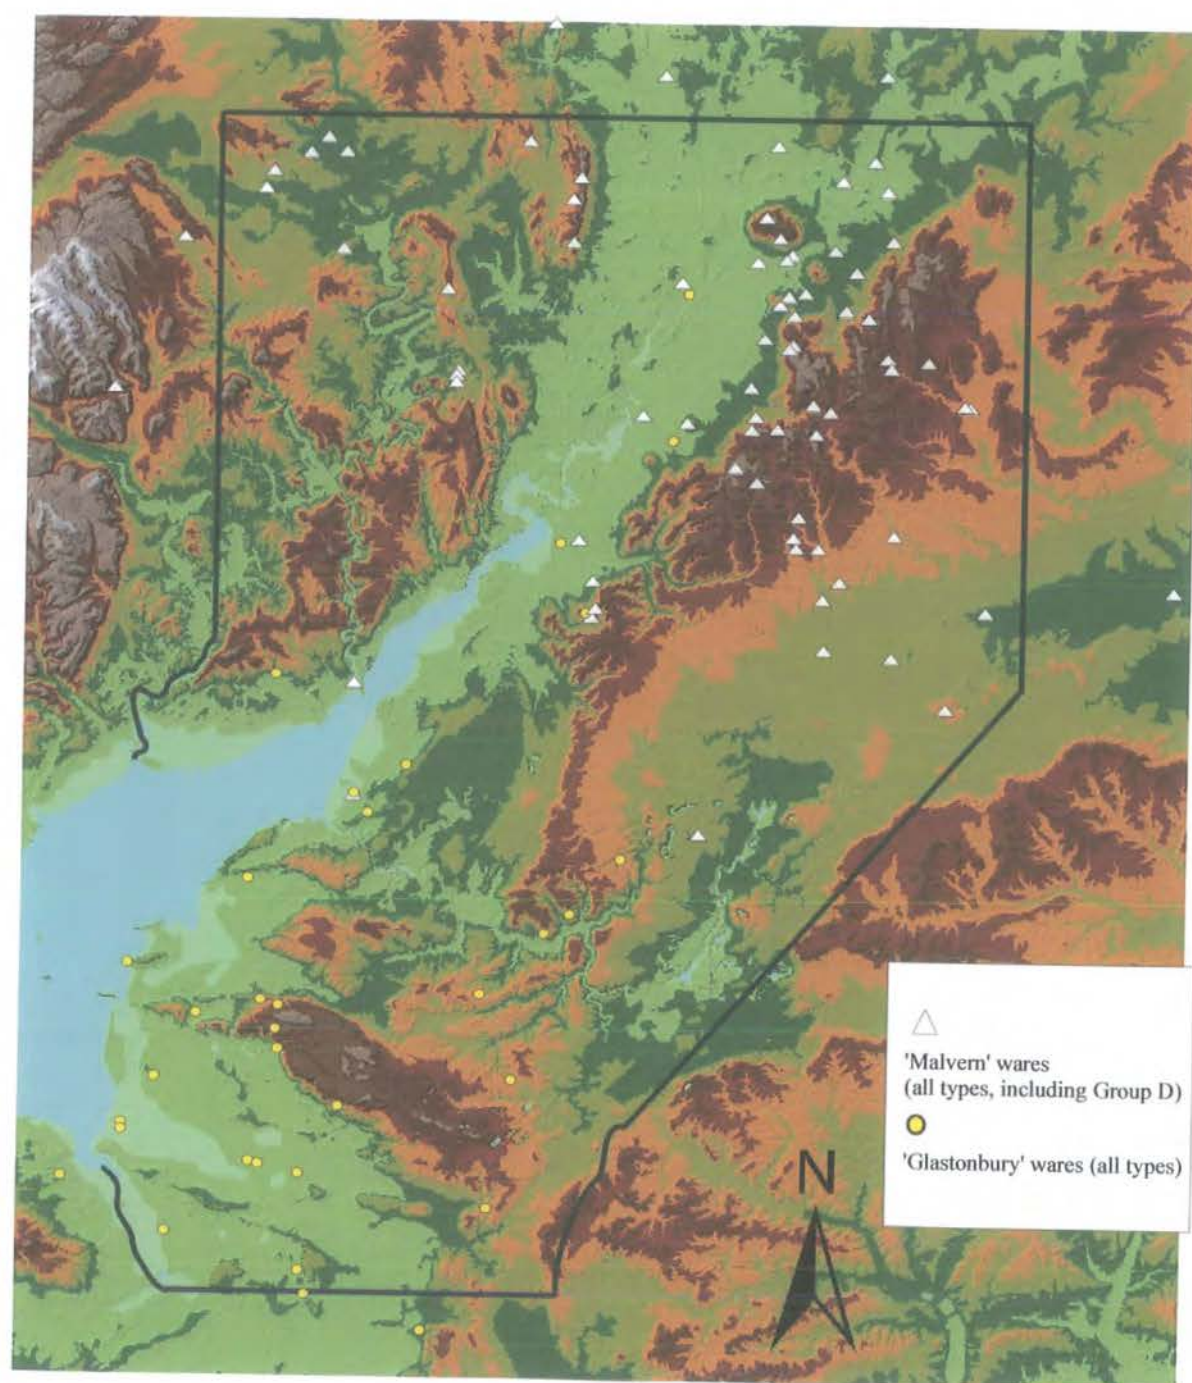 'Malvern' wares
(all types, including Group D)
'Glastonbury' wares (all types)
N